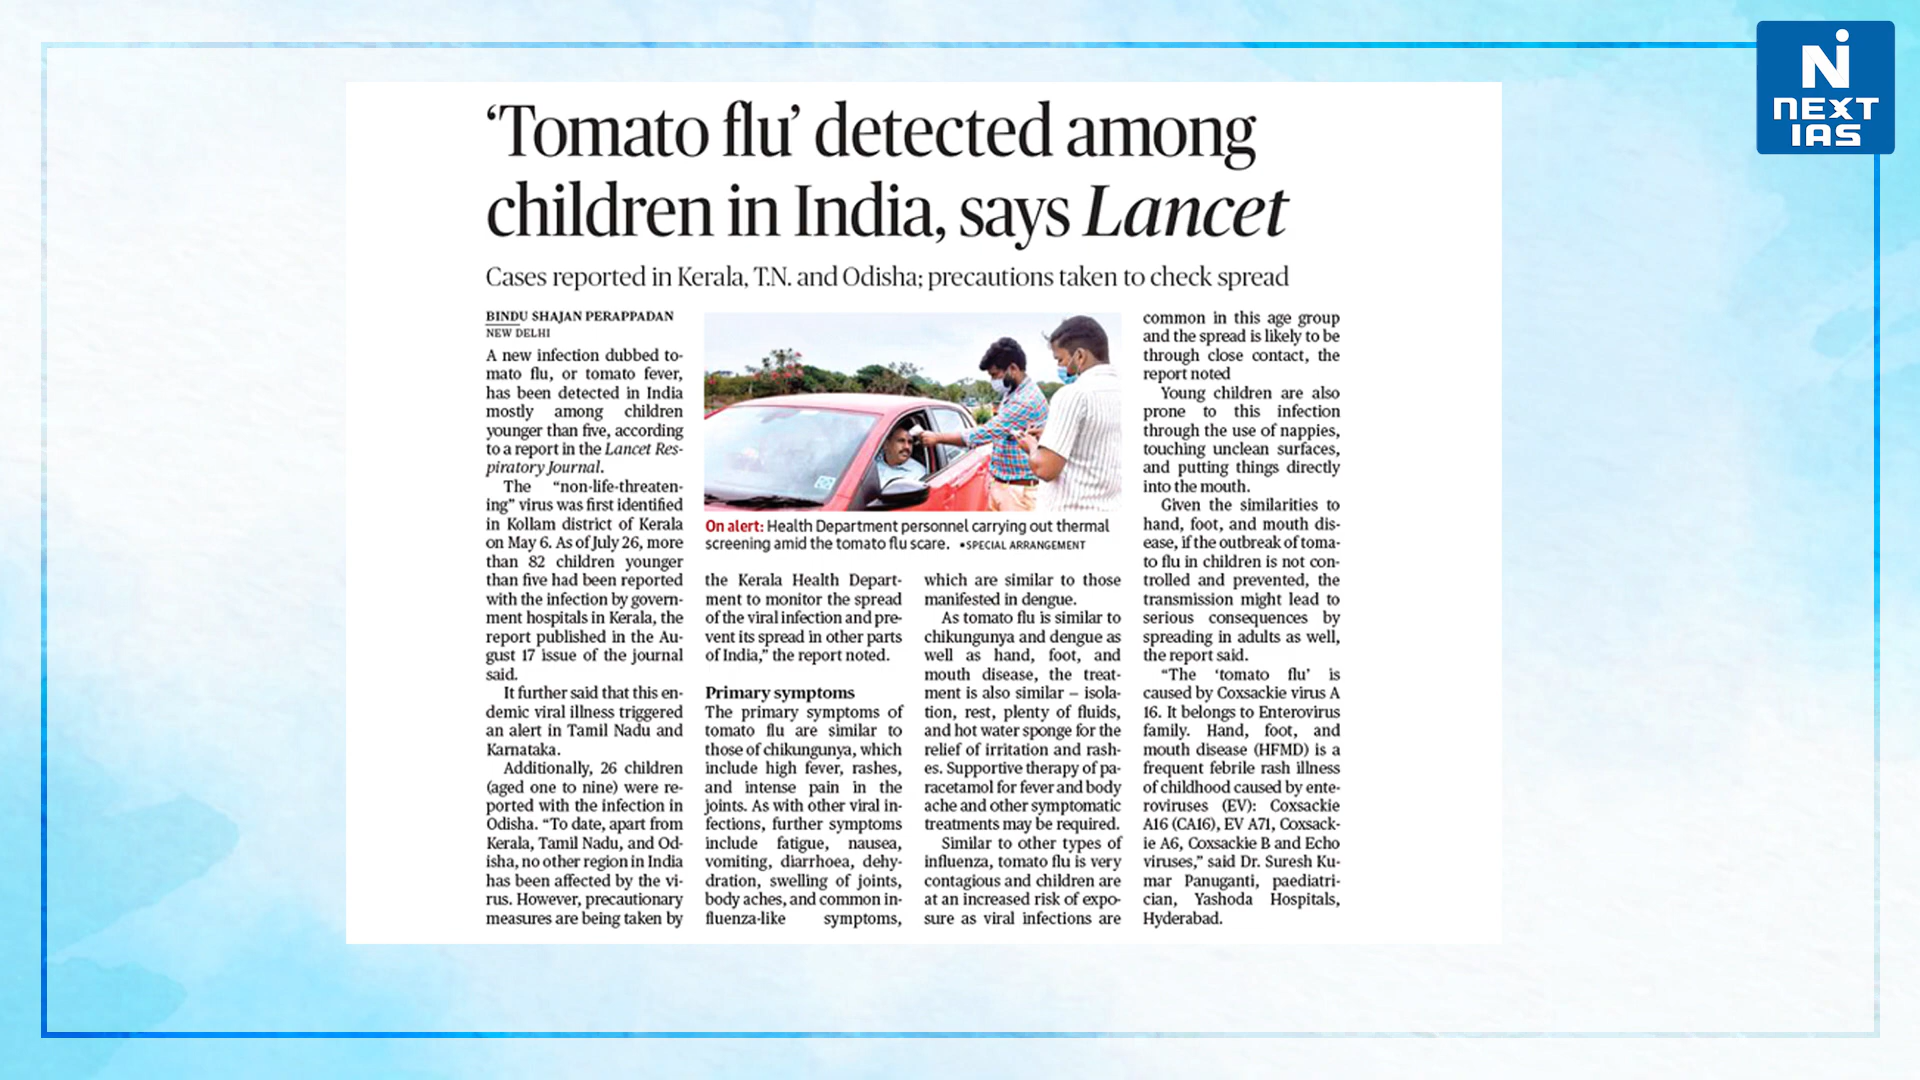 ‘Tomato flu’ detected among
children in India, says Lancet
Cases reported in Kerala, T.N. and Odisha; precautions taken to check spread
BINDU SHAJAN PERAPPADAN
NEW DELHI
A new infection dubbed to-
mato flu, or tomato fever,
has been detected in India
mostly among children
younger than five, according
to a report in the Lancet Res-
piratory Journal.
The “non-life-threaten-
ing” virus was first identified
in Kollam district of Kerala
on May 6. As of July 26, more
than 82 children younger
than five had been reported
with the infection by govern-
ment hospitals in Kerala, the
report published in the Au-
gust 17 issue of the journal
said.
It further said that this en-
demic viral illness triggered
an alert in Tamil Nadu and
Karnataka.
Additionally, 26 children
(aged one to nine) were re-
ported with the infection in
Odisha. “To date, apart from
Kerala, Tamil Nadu, and Od-
isha, no other region in India
has been affected by the vi-
rus. However, precautionary
measures are being taken by
On alert: Health Department personnel carrying out thermal
screening amid the tomato flu scare. •SPECIAL ARRANGEMENT
the Kerala Health Depart-
ment to monitor the spread
of the viral infection and pre-
vent its spread in other parts
of India,” the report noted.
Primary symptoms
The primary symptoms of
tomato flu are similar to
those of chikungunya, which
include high fever, rashes,
and intense pain in the
joints. As with other viral in-
fections, further symptoms
include fatigue, nausea,
vomiting, diarrhoea, dehy-
dration, swelling of joints,
body aches, and common in-
fluenza-like symptoms,
which are similar to those
manifested in dengue.
As tomato flu is similar to
chikungunya and dengue as
well as hand, foot, and
mouth disease, the treat-
ment is also similar – isola-
tion, rest, plenty of fluids,
and hot water sponge for the
relief of irritation and rash-
es. Supportive therapy of pa-
racetamol for fever and body
ache and other symptomatic
treatments may be required.
Similar to other types of
influenza, tomato flu is very
contagious and children are
at an increased risk of expo-
sure as viral infections are
common in this age group
and the spread is likely to be
through close contact, the
report noted
Young children are also
prone to this infection
through the use of nappies,
touching unclean surfaces,
and putting things directly
into the mouth.
Given the similarities to
hand, foot, and mouth dis-
ease, if the outbreak of toma-
to flu in children is not con-
trolled and prevented, the
transmission might lead to
serious consequences by
spreading in adults as well,
the report said.
“The ‘tomato flu’ is
caused by Coxsackie virus A
16. It belongs to Enterovirus
family. Hand, foot, and
mouth disease (HFMD) is a
frequent febrile rash illness
of childhood caused by ente-
roviruses (EV): Coxsackie
A16 (CA16), EV A71, Coxsack-
ie A6, Coxsackie B and Echo
viruses,” said Dr. Suresh Ku-
mar Panuganti, paediatri-
cian, Yashoda Hospitals,
Hyderabad.
N
NEXT
IAS